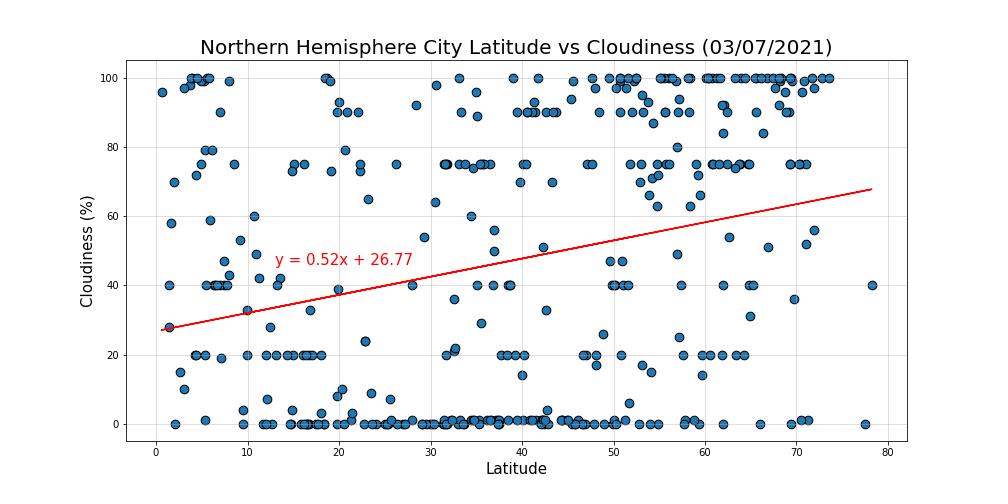 Northern Hemisphere City Latitude vs Cloudiness (03/07/2021)
100
80
60
40
20
0
Cloudiness (%)
y = 0.52x + 26.77
0 10 20 30 40 50 60 70 80
Latitude